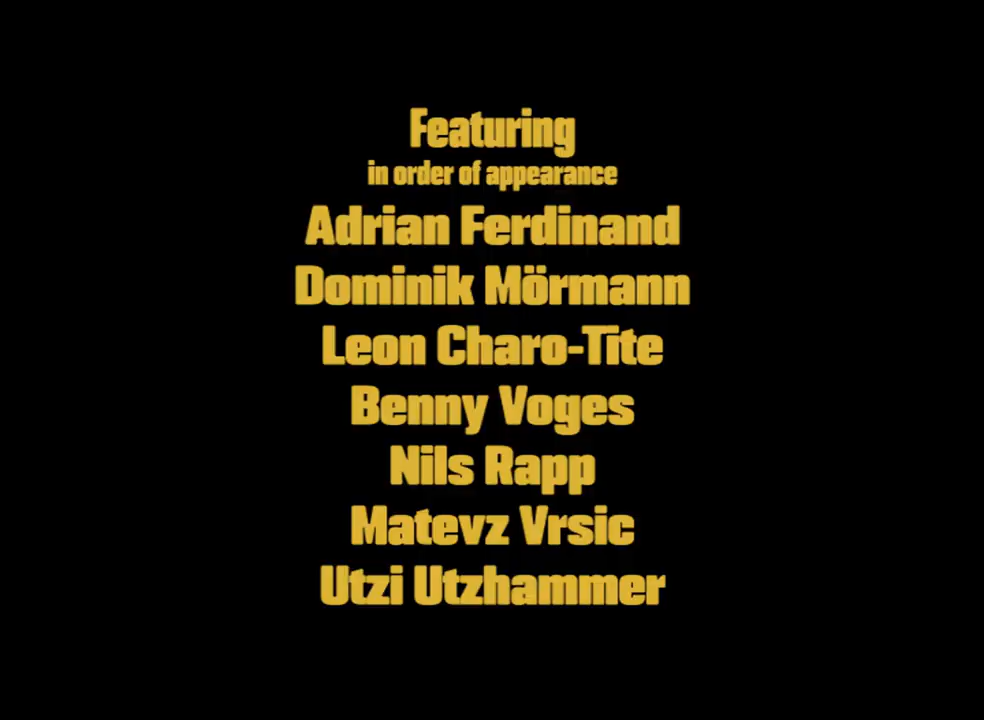 Featuring
in order of appearance
Adrian Ferdinand
Dominik Mörmann
Leon Charo-Tite
Benny Voges
Nils Rapp
Matevz Vrsic
Utzi Utzhammer